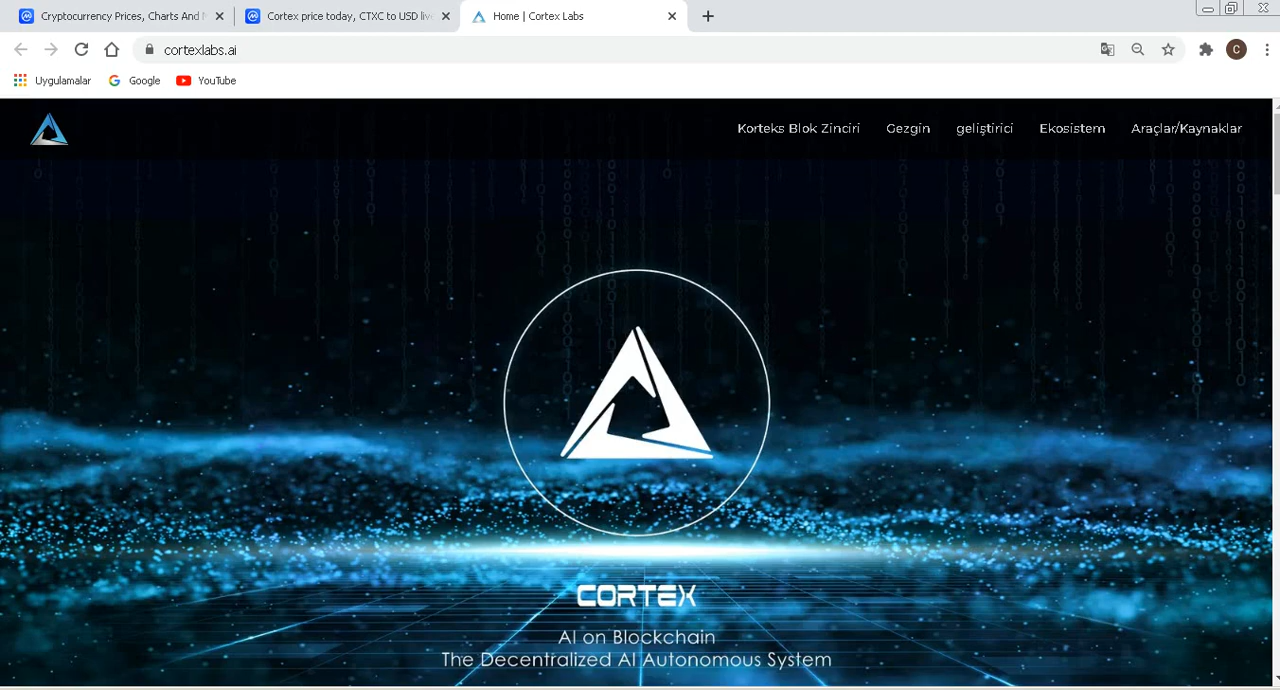 Cryptocurrency Prices, Charts And
Cortex price today, CTXC to USD live
Home | Cortex Labs
cortexlabs.ai
C
Uygulamalar
Google
YouTube
Korteks Blok Zinciri
Gezgin
geliştirici
Ekosistem
Araçlar/Kaynaklar
CORTEX
AI on Blockchain
The Decentralized AI Autonomous System